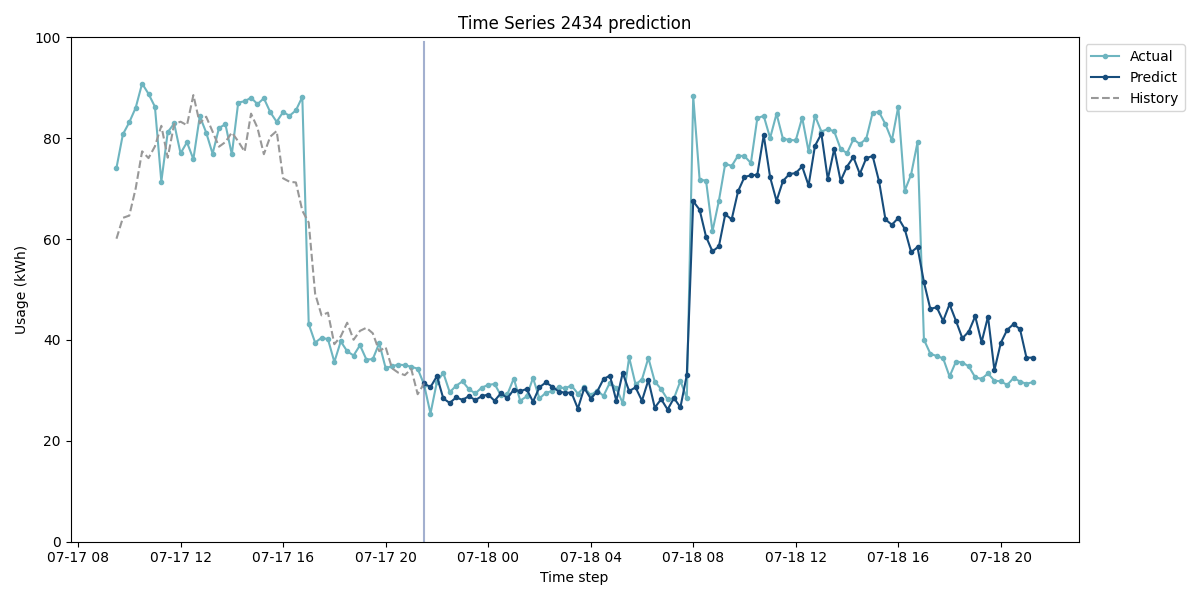 Time Series 2434 prediction
100
80
60
40
20
0
Usage (kWh)
07-17 08
07-17 12
07-17 16
07-17 20
07-18 00
07-18 04
07-18 08
07-18 12
07-18 16
07-18 20
Time step
Actual
Predict
History